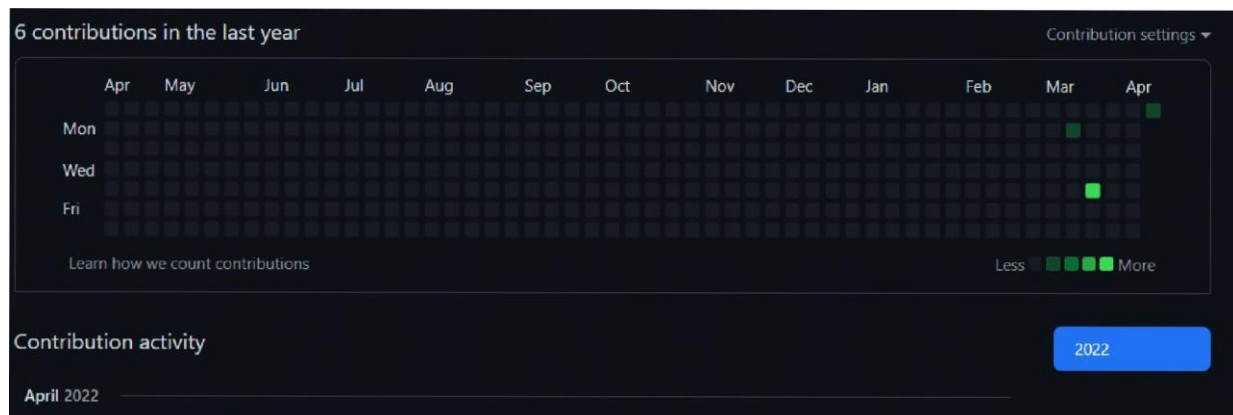 6 contributions in the last year
Contribution settings
Apr May Jun Jul Aug Sep Oct Nov Dec Jan Feb Mar Apr
Mon
Wed
Fri
Learn how we count contributions
Less More
Contribution activity
2022
April 2022